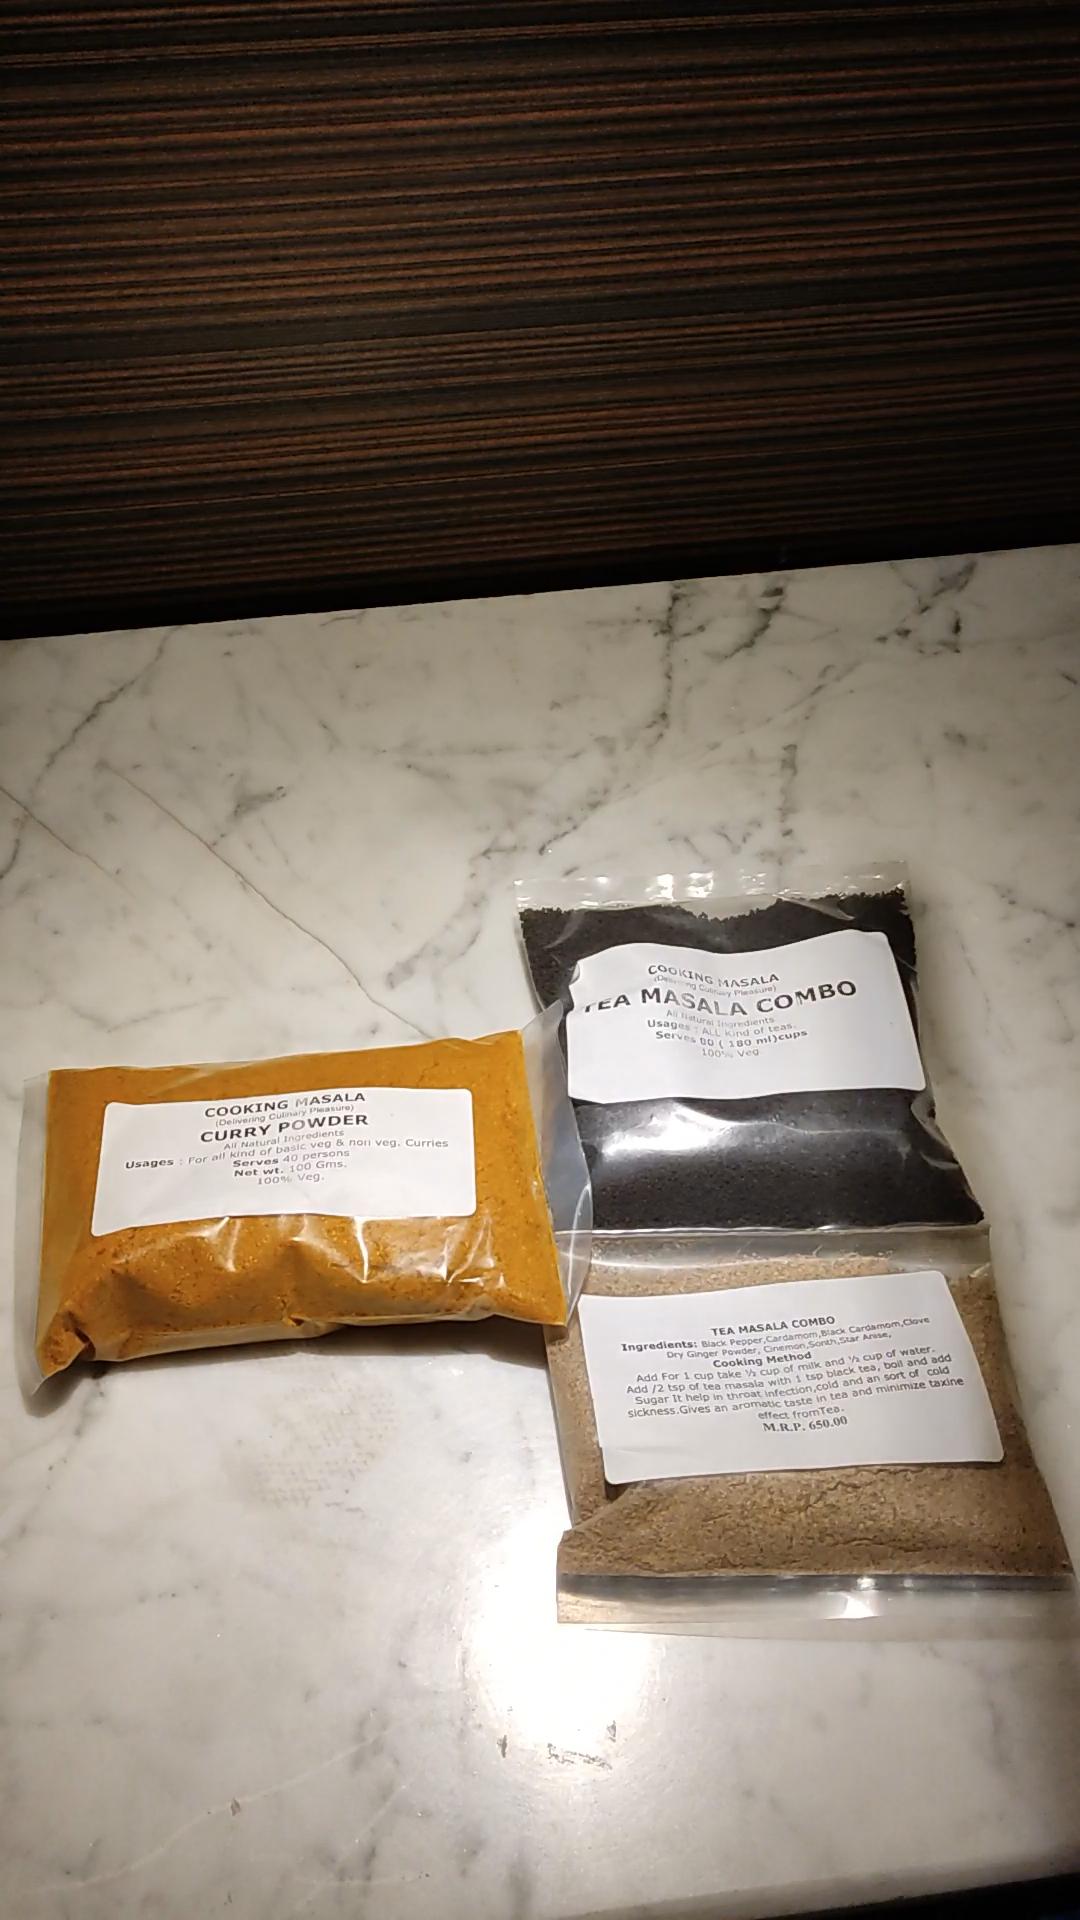 COOKING MASALA
(Delivering Culinary Pleasure)
CURRY POWDER
All Natural Ingredients
Usages : For all kind of basic veg & non veg. Curries
Serves 40 persons
Net wt. 100 Gms.
100% Veg.
COOKING MASALA
(Delivering Culinary Pleasure)
TEA MASALA COMBO
All Natural Ingredients
Usages : ALL Kind of teas.
Serves 80 ( 180 ml)cups
100% Veg.
TEA MASALA COMBO
Ingredients: Black Pepper,Cardamom,Black Cardamom,Clove
Dry Ginger Powder, Cinemon,Sonth,Star Anise,
Cooking Method
Add For 1 cup take ½ cup of milk and ½ cup of water.
Add /2 tsp of tea masala with 1 tsp black tea, boil and add
Sugar It help in throat infection,cold and an sort of cold
sickness.Gives an aromatic taste in tea and minimize taxine
effect fromTea.
M.R.P. 650.00